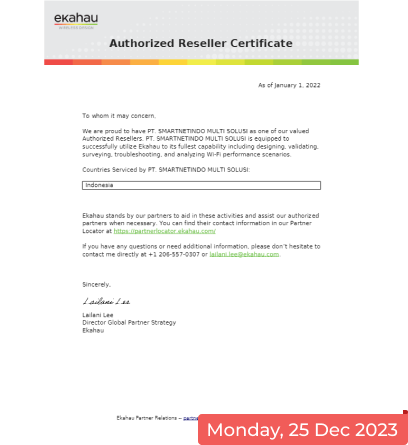 ekahau
Authorized Reseller Certificate
As of January 1, 2022
To whom it may concern,
We are proud to have PT. SMARTNETINDO MULTI SOLUSI as one of our valued
Authorized Resellers. PT. SMARTNETINDO MULTI SOLUSI is equipped to
successfully utilize Ekahau to its fullest capability including designing, validating,
surveying, troubleshooting, and analyzing Wi-Fi performance scenarios.
Countries Serviced by PT. SMARTNETINDO MULTI SOLUSI:
Indonesia
Ekahau stands by our partners to aid in these activities and assist our authorized
partners when necessary. You can find their contact information in our Partner
Locator at https://partnerlocator.ekahau.com/
If you have any questions or need additional information, please don't hesitate to
contact me directly at +1 206-557-0307 or lailani.lee@ekahau.com.
Sincerely,
Lailani Lee
Lailani Lee
Director Global Partner Strategy
Ekahau
Ekahau Partner Relations –
Monday, 25 Dec 2023